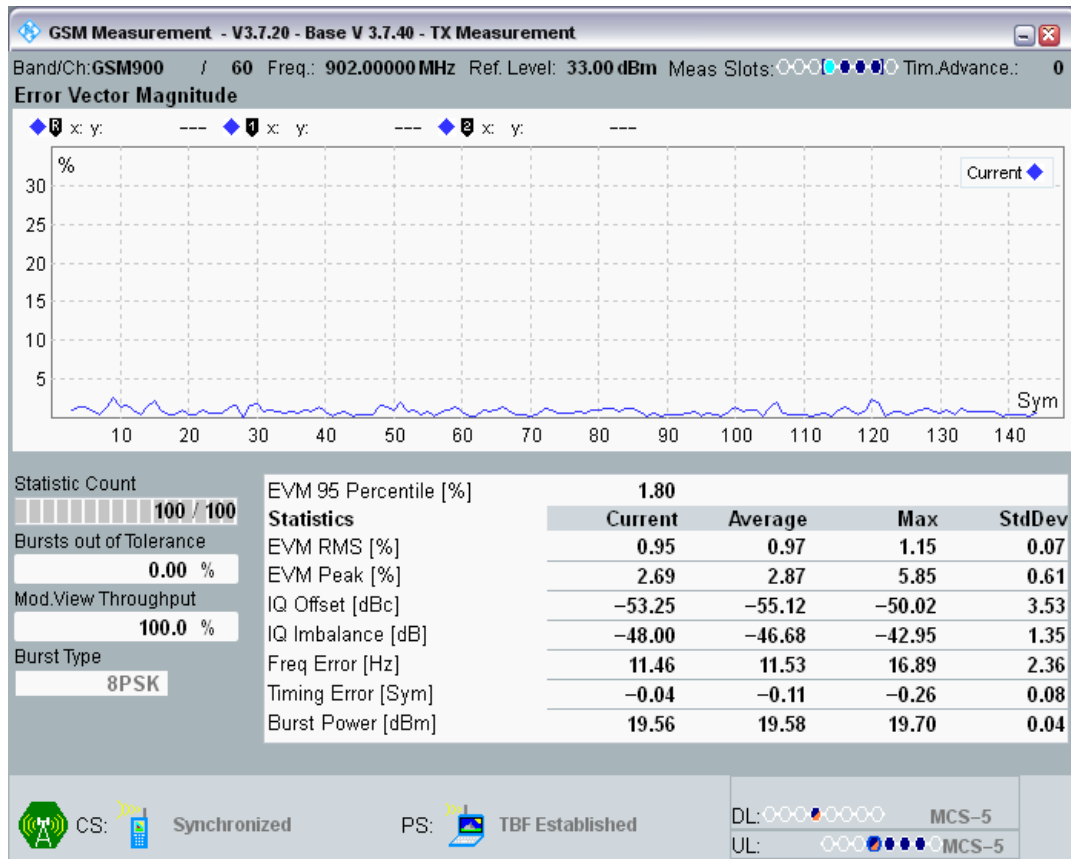 GSM Measurement - V3.7.20 - Base V 3.7.40 - TX Measurement
Band/Ch:GSM900 / 60 Freq.: 902.00000 MHz Ref. Level: 33.00 dBm Meas Slots: Tim.Advance.: 0
Error Vector Magnitude
R x: y: --- 1 x: y: --- 2 x: y: ---
%
Current
30
25
20
15
10
5
Sym
10 20 30 40 50 60 70 80 90 100 110 120 130 140
Statistic Count
100 / 100
Bursts out of Tolerance
0.00 %
Mod.View Throughput
100.0 %
Burst Type
8PSK
EVM 95 Percentile [%] 1.80
Statistics Current Average Max StdDev
EVM RMS [%] 0.95 0.97 1.15 0.07
EVM Peak [%] 2.69 2.87 5.85 0.61
IQ Offset [dBc] −53.25 −55.12 −50.02 3.53
IQ Imbalance [dB] −48.00 −46.68 −42.95 1.35
Freq Error [Hz] 11.46 11.53 16.89 2.36
Timing Error [Sym] −0.04 −0.11 −0.26 0.08
Burst Power [dBm] 19.56 19.58 19.70 0.04
CS: Synchronized PS: TBF Established
DL: MCS−5
UL: MCS−5